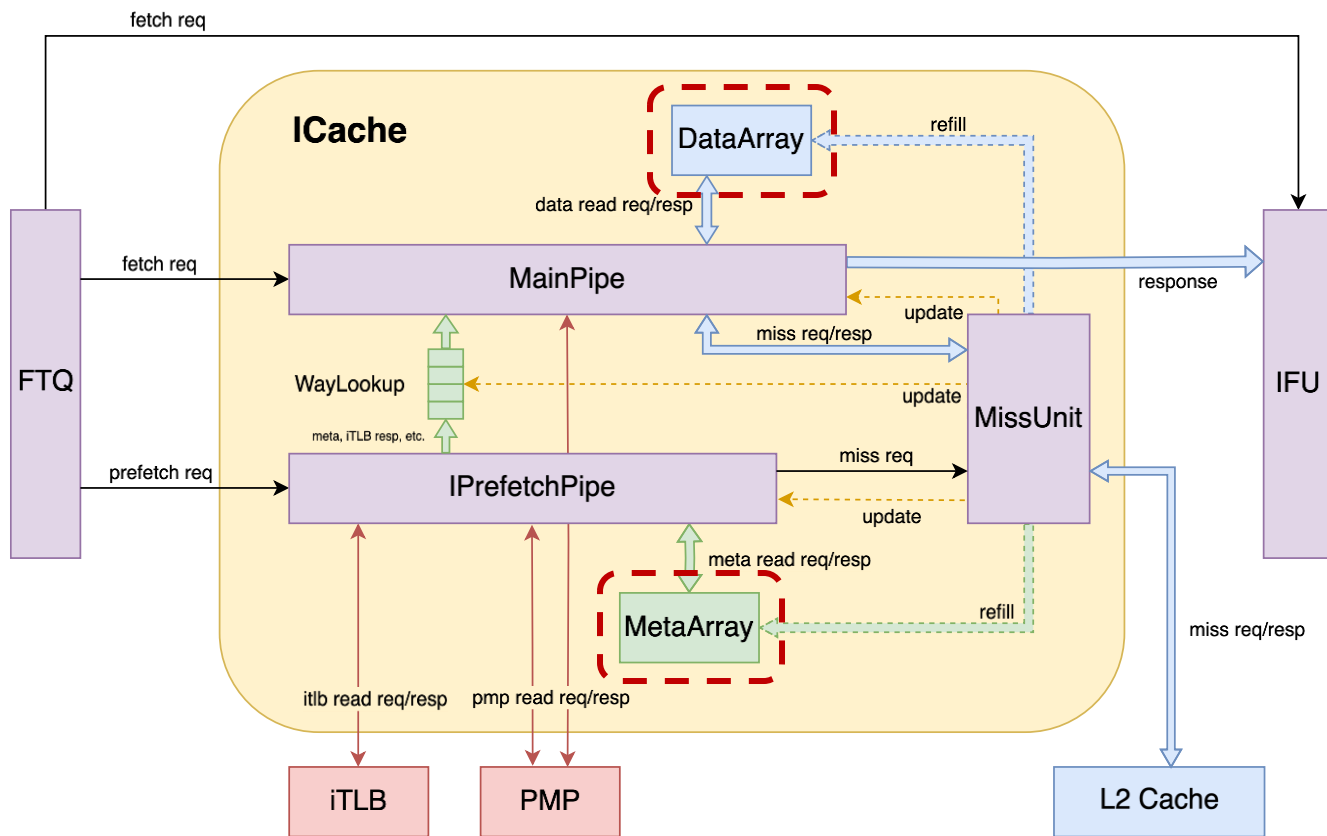 fetch req
ICache
DataArray
refill
data read req/resp
fetch req
MainPipe
response
update
miss req/resp
FTQ
WayLookup
IFU
update
MissUnit
meta, iTLB resp, etc.
prefetch req
IPrefetchPipe
miss req
update
meta read req/resp
MetaArray
refill
miss req/resp
itlb read req/resp
pmp read req/resp
iTLB
PMP
L2 Cache